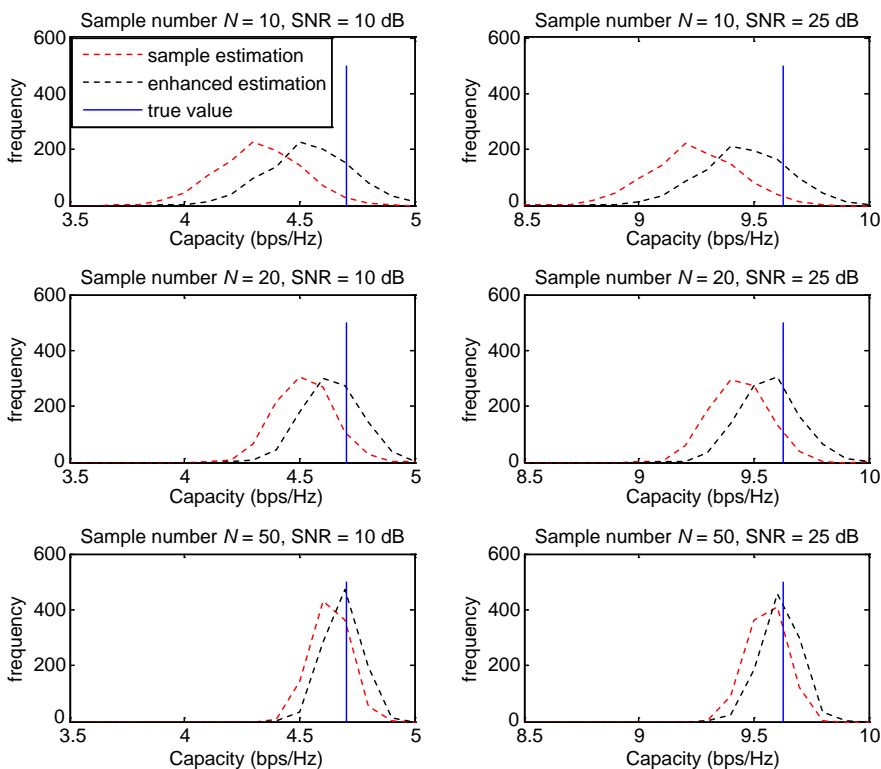 Sample number N = 10, SNR = 10 dB
600
400
200
0
frequency
sample estimation
enhanced estimation
true value
3.5 4 4.5 5
Capacity (bps/Hz)
Sample number N = 10, SNR = 25 dB
600
400
200
0
frequency
8.5 9 9.5 10
Capacity (bps/Hz)
Sample number N = 20, SNR = 10 dB
600
400
200
0
frequency
3.5 4 4.5 5
Capacity (bps/Hz)
Sample number N = 20, SNR = 25 dB
600
400
200
0
frequency
8.5 9 9.5 10
Capacity (bps/Hz)
Sample number N = 50, SNR = 10 dB
600
400
200
0
frequency
3.5 4 4.5 5
Capacity (bps/Hz)
Sample number N = 50, SNR = 25 dB
600
400
200
0
frequency
8.5 9 9.5 10
Capacity (bps/Hz)